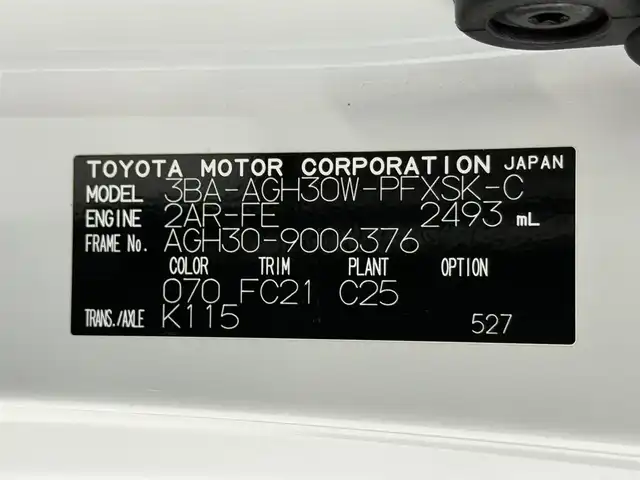 TOYOTA MOTOR CORPORATION JAPAN
MODEL 3BA-AGH30W-PFXSK-C
ENGINE 2AR-FE 2493 mL
FRAME No. AGH30-9006376
COLOR TRIM PLANT OPTION
070 FC21 C25
TRANS./AXLE K115 527